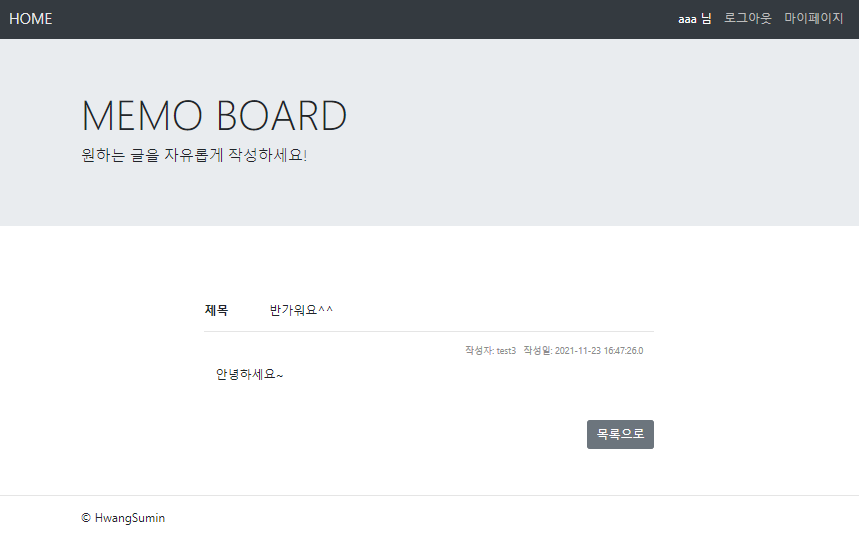 HOME aaa 님 로그아웃 마이페이지
MEMO BOARD
원하는 글을 자유롭게 작성하세요!
제목 반가워요^^
작성자: test3 작성일: 2021-11-23 16:47:26.0
안녕하세요~
목록으로
© HwangSumin